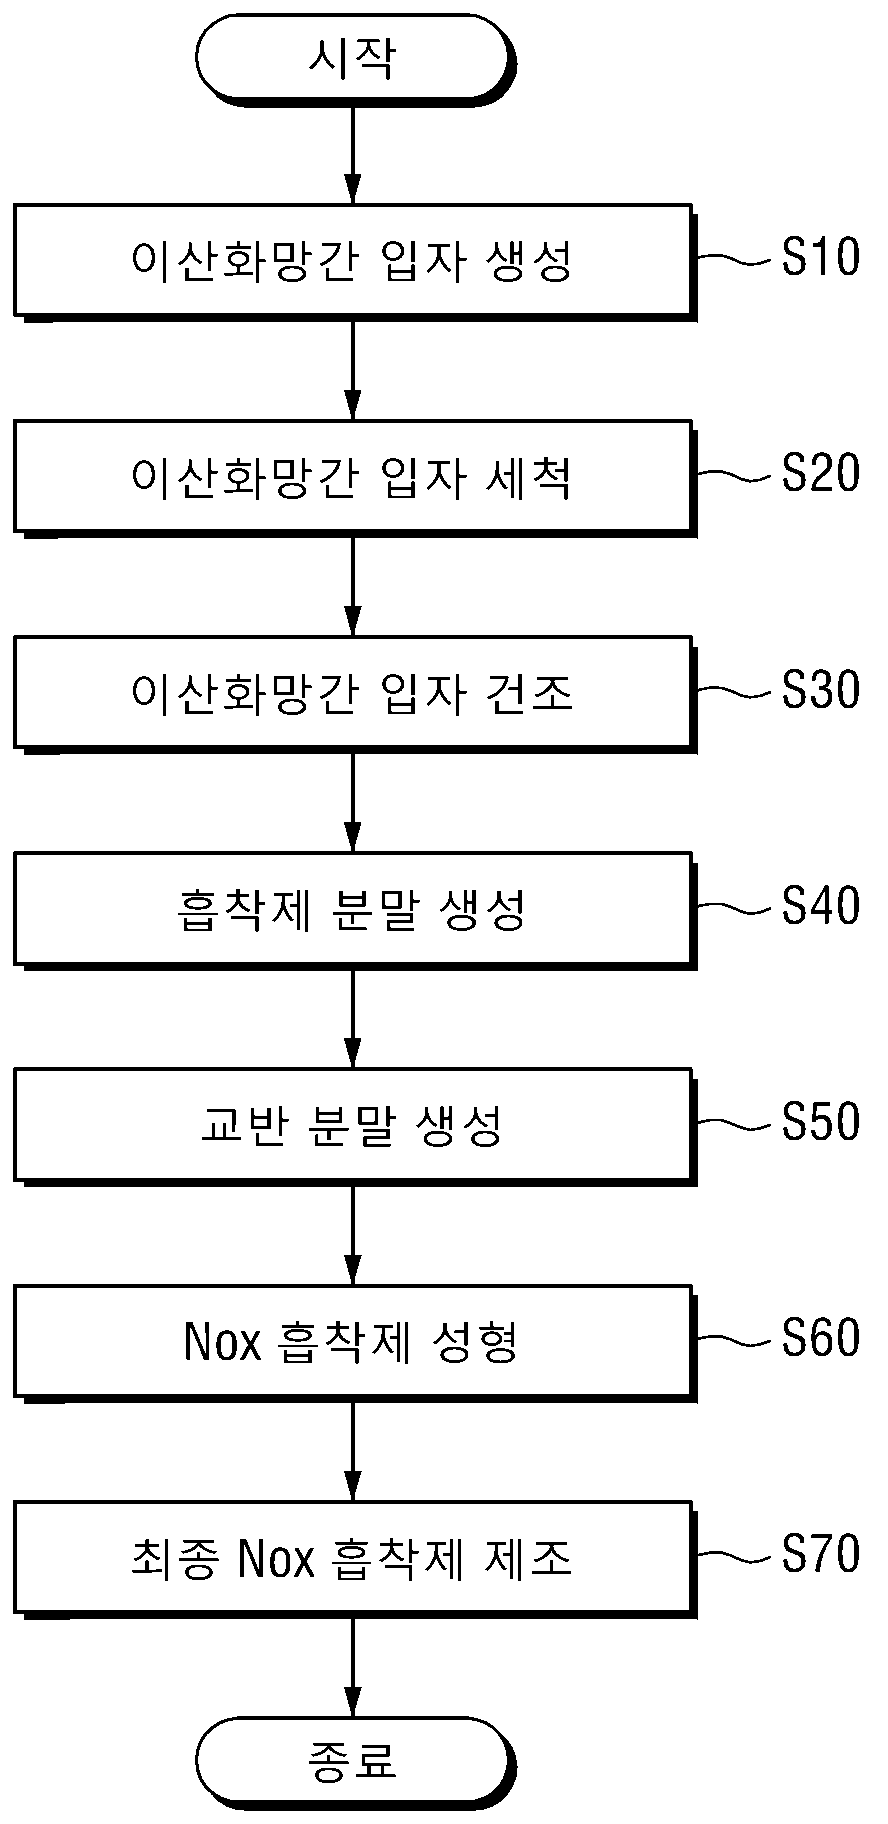 시작
이산화망간 입자 생성 S10
이산화망간 입자 세척 S20
이산화망간 입자 건조 S30
흡착제 분말 생성 S40
교반 분말 생성 S50
Nox 흡착제 성형 S60
최종 Nox 흡착제 제조 S70
종료